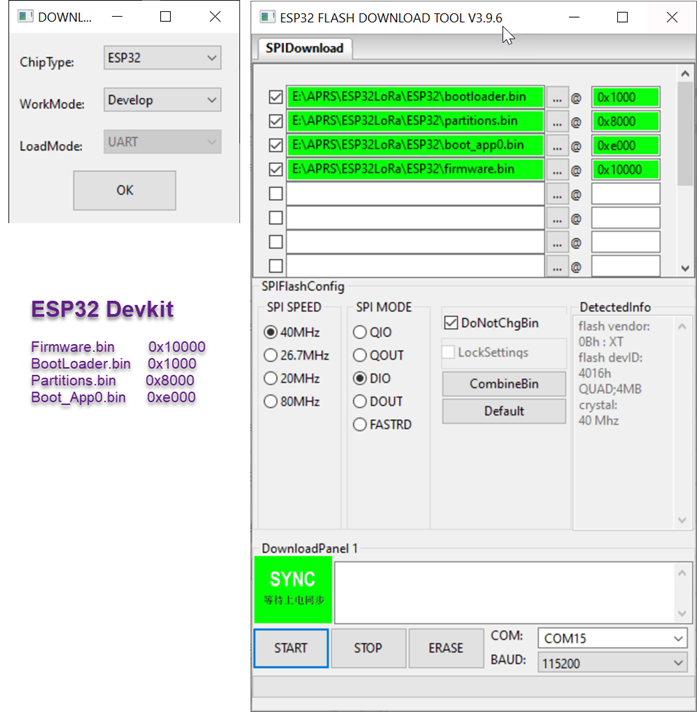 DOWNL...
ChipType: ESP32
WorkMode: Develop
LoadMode: UART
OK
ESP32 Devkit
Firmware.bin 0x10000
BootLoader.bin 0x1000
Partitions.bin 0x8000
Boot_App0.bin 0xe000
ESP32 FLASH DOWNLOAD TOOL V3.9.6
SPIDownload
E:\APRS\ESP32LoRa\ESP32\bootloader.bin ... @ 0x1000
E:\APRS\ESP32LoRa\ESP32\partitions.bin ... @ 0x8000
E:\APRS\ESP32LoRa\ESP32\boot_app0.bin ... @ 0xe000
E:\APRS\ESP32LoRa\ESP32\firmware.bin ... @ 0x10000
... @
... @
... @
... @
SPIFlashConfig
SPI SPEED
40MHz
26.7MHz
20MHz
80MHz
SPI MODE
QIO
QOUT
DIO
DOUT
FASTRD
DoNotChgBin
LockSettings
CombineBin
Default
DetectedInfo
flash vendor:
0Bh : XT
flash devID:
4016h
QUAD;4MB
crystal:
40 Mhz
DownloadPanel 1
SYNC
等待上电同步
START STOP ERASE
COM: COM15
BAUD: 115200